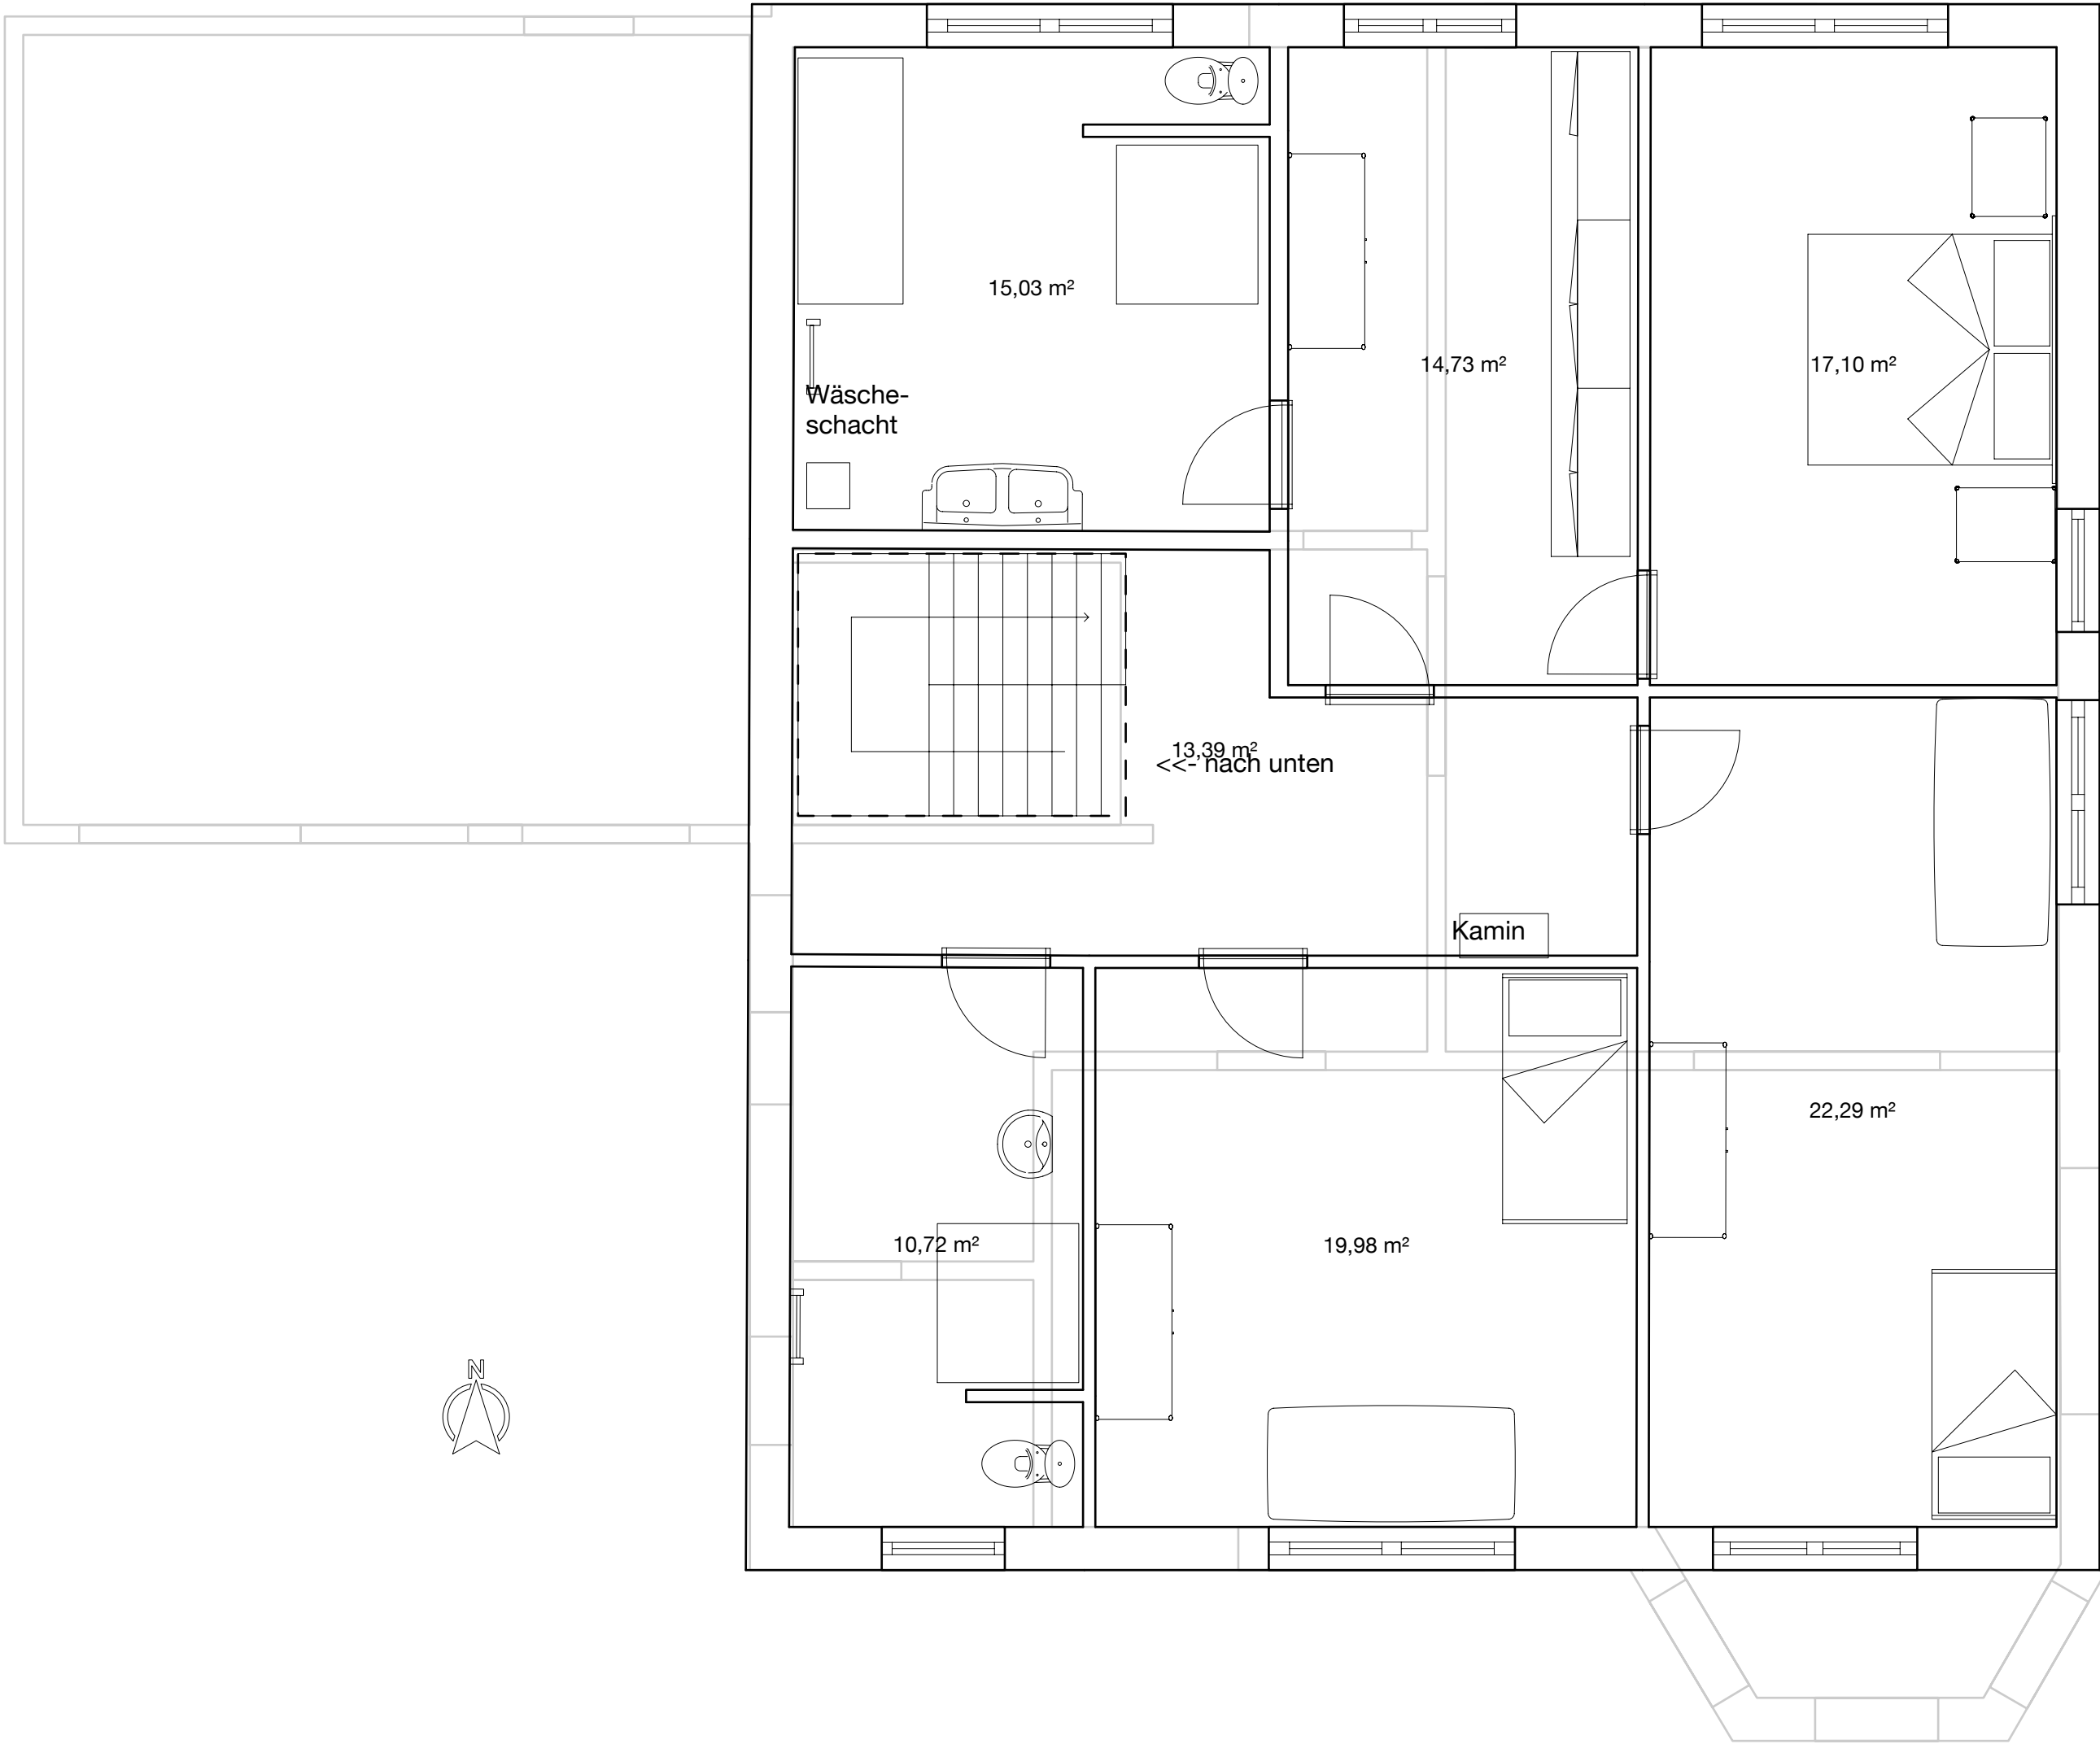 15,03 m²
14,73 m²
17,10 m²
Wäsche-
schacht
13,39 m²
<<- nach unten
Kamin
22,29 m²
10,72 m²
19,98 m²
N